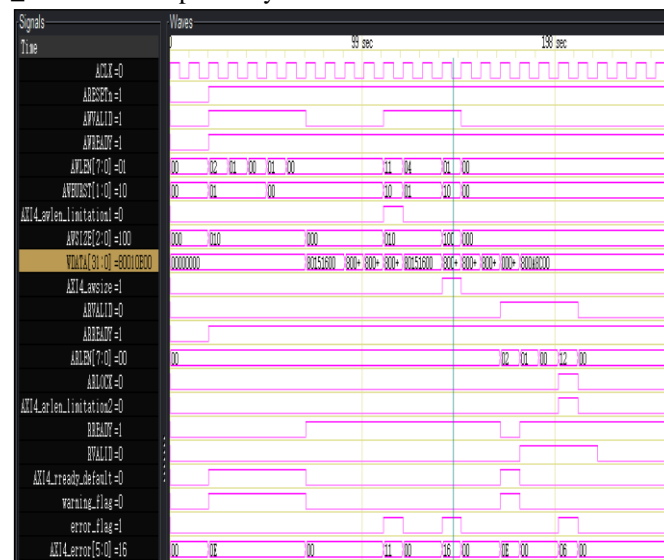 Signals
Waves
Time
0
99 sec
198 sec
ACLK=0
ARESETn=1
AWVALID=1
AWREADY=1
AWLEN[7:0]=01
00 02 01 00 01 00 11 04 01 00
AWBURST[1:0]=10
00 01 00 10 01 10 00
AXI4_awlen_limitation1=0
AWSIZE[2:0]=100
000 010 000 010 100 000
WDATA[31:0]=80010B00
00000000 80151600 800+ 800+ 800+ 80151600 800+ 800+ 800+ 000+ 800A8C00
AXI4_awsize=1
ARVALID=0
ARREADY=1
ARLEN[7:0]=00
00 02 01 00 12 00
ARLOCK=0
AXI4_arlen_limitation2=0
RREADY=1
RVALID=0
AXI4_rready_default=0
warning_flag=0
error_flag=1
AXI4_error[5:0]=16
00 0E 00 11 00 16 00 0E 00 06 00